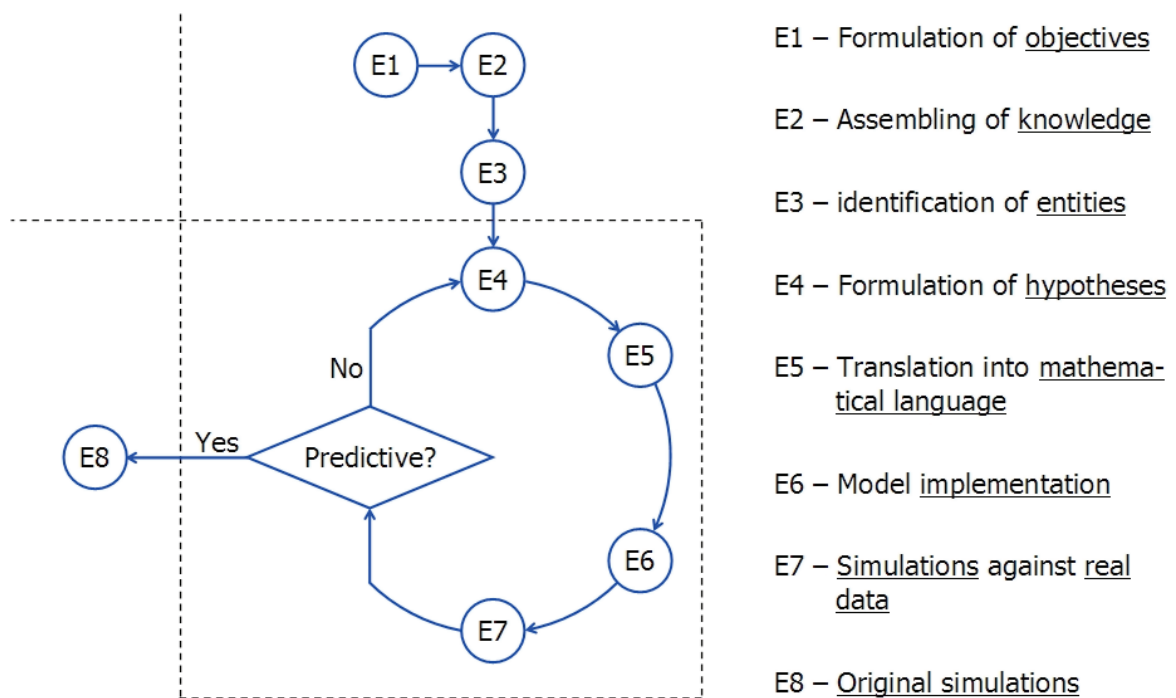 E1
E2
E3
E4
E5
No
Yes
E8
Predictive?
E6
E7
E1 – Formulation of objectives
E2 – Assembling of knowledge
E3 – identification of entities
E4 – Formulation of hypotheses
E5 – Translation into mathema-
tical language
E6 – Model implementation
E7 – Simulations against real
data
E8 – Original simulations